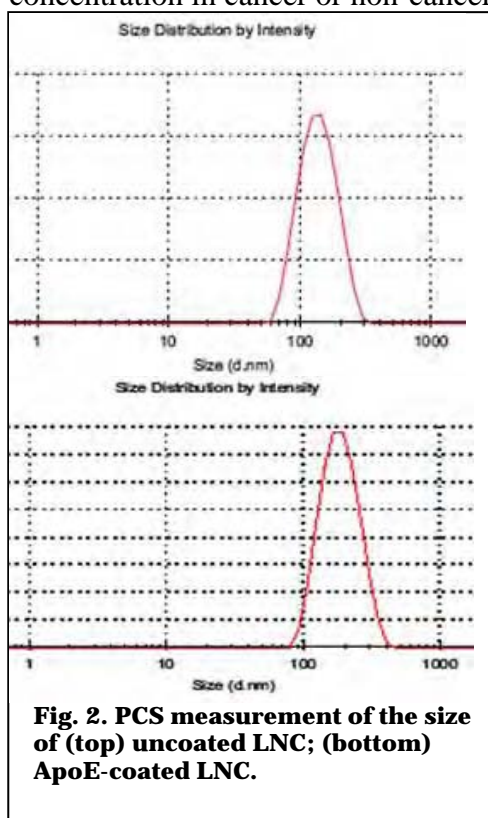 concentration in cancer or non-cancer
Size Distribution by Intensity
1 10 100 1000
Size (d.nm)
Size Distribution by Intensity
1 10 100 1000
Size (d.nm)
Fig. 2. PCS measurement of the size
of (top) uncoated LNC; (bottom)
ApoE-coated LNC.